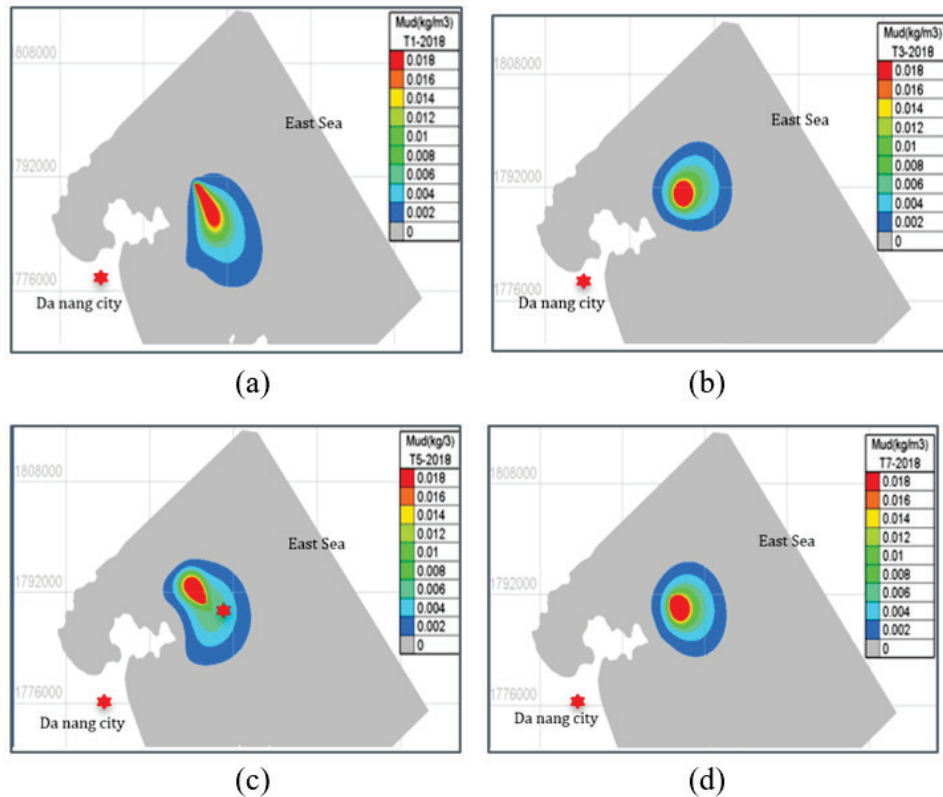 Mud(kg/m3)
T1-2018
0.018
0.016
0.014
0.012
0.01
0.008
0.006
0.004
0.002
0
808000
792000
1776000
East Sea
Da nang city
(a)
Mud(kg/m3)
T3-2018
0.018
0.016
0.014
0.012
0.01
0.008
0.006
0.004
0.002
0
1808000
1792000
1776000
East Sea
Da nang city
(b)
Mud(kg/3)
T5-2018
0.018
0.016
0.014
0.012
0.01
0.008
0.006
0.004
0.002
0
1808000
1792000
1776000
East Sea
Da nang city
(c)
Mud(kg/m3)
T7-2018
0.018
0.016
0.014
0.012
0.01
0.008
0.006
0.004
0.002
0
1808000
1792000
1776000
East Sea
Da nang city
(d)